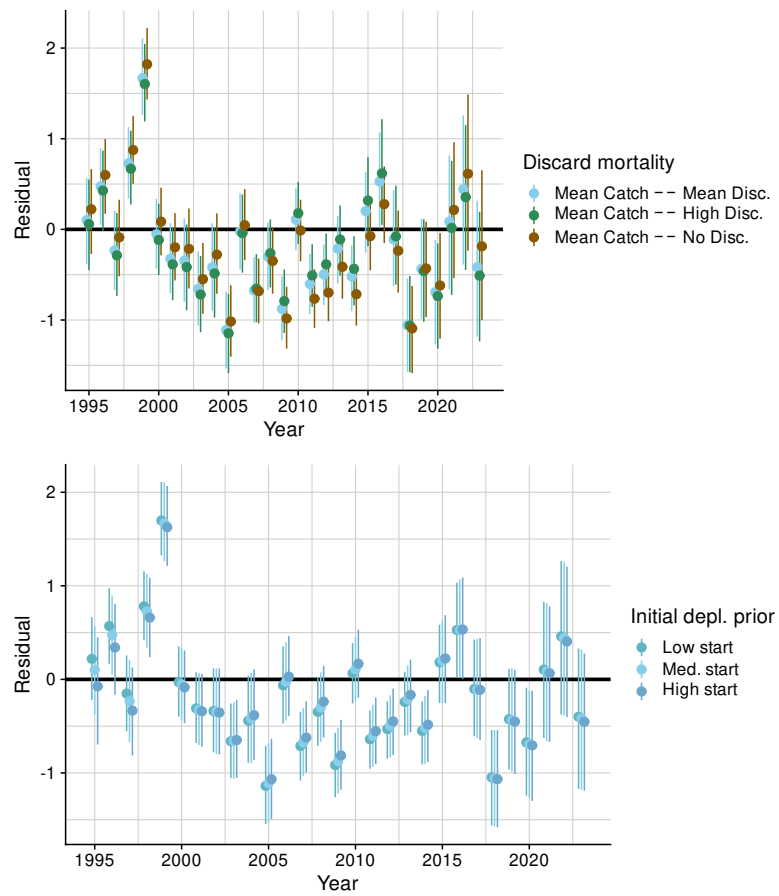 2
1
0
-1
Residual
1995 2000 2005 2010 2015 2020
Year
Discard mortality
Mean Catch −− Mean Disc.
Mean Catch −− High Disc.
Mean Catch −− No Disc.
2
1
0
-1
Residual
1995 2000 2005 2010 2015 2020
Year
Initial depl. prior
Low start
Med. start
High start